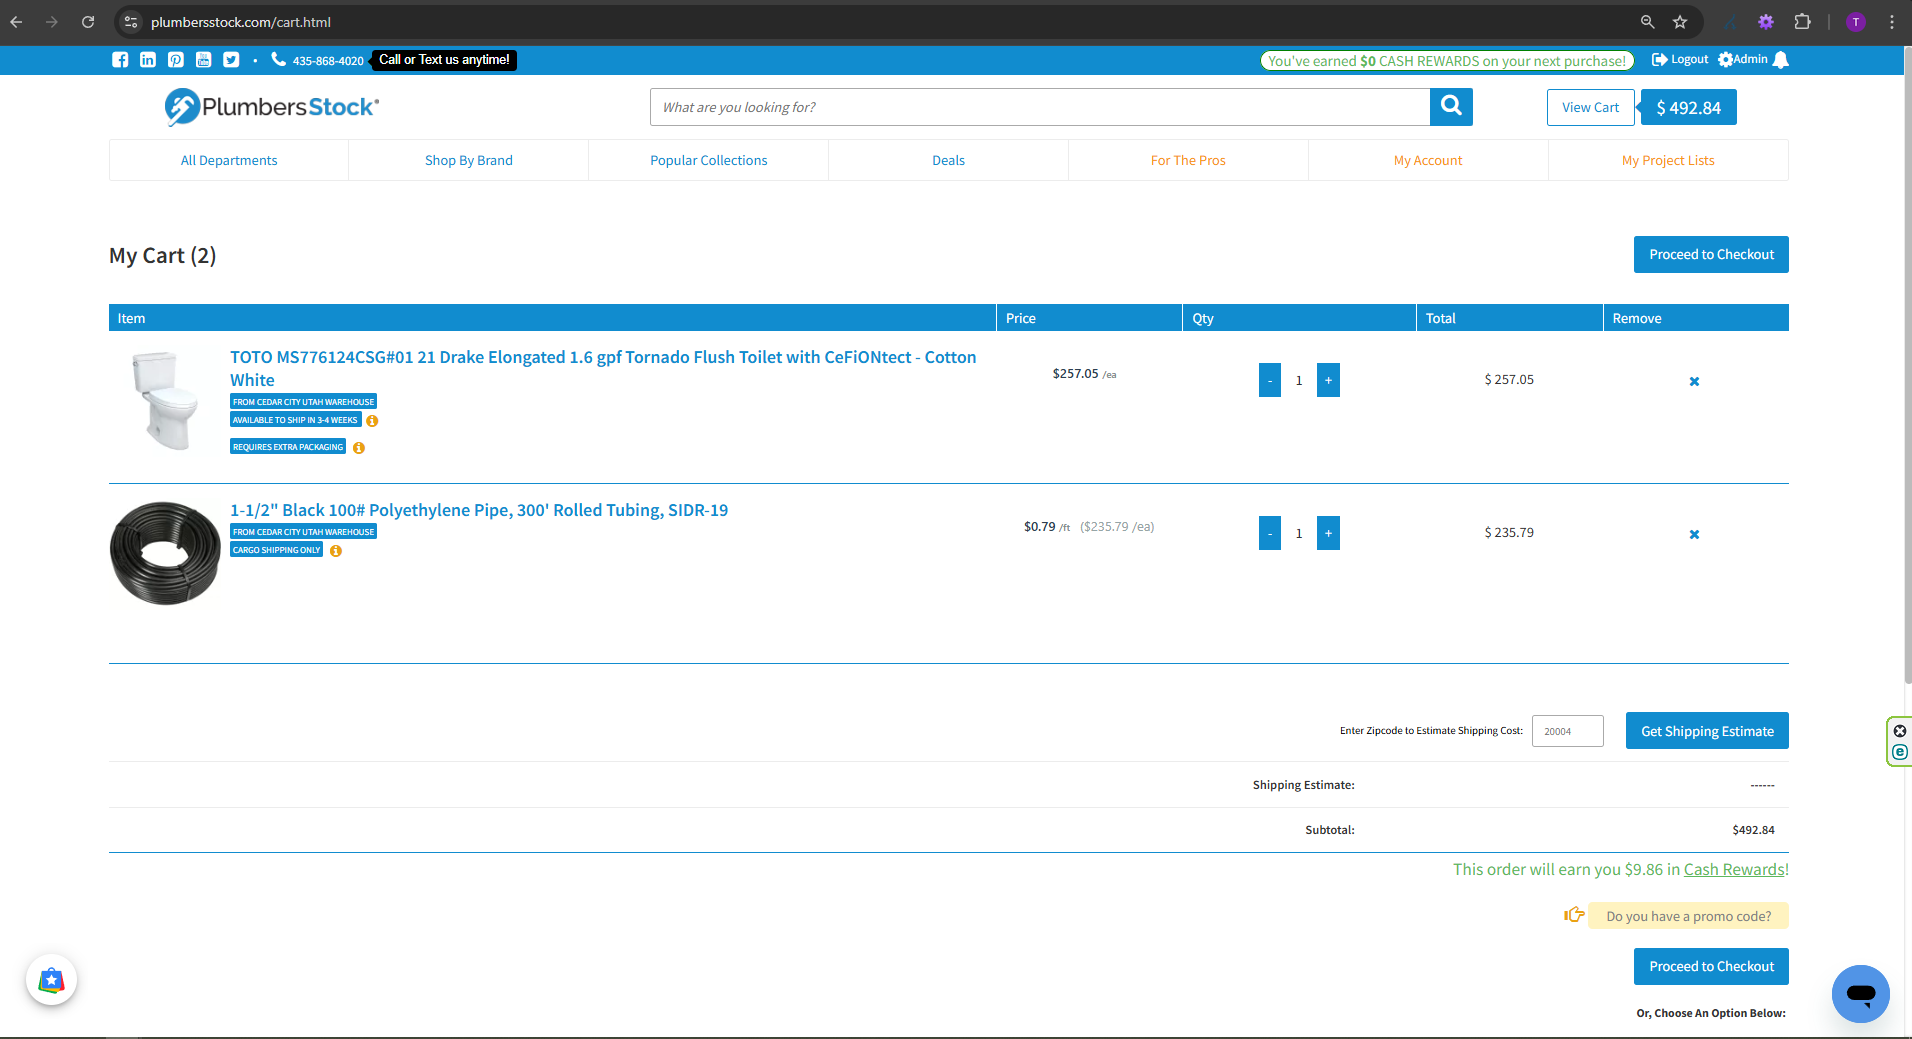 plumbersstock.com/cart.html
T
435-868-4020 Call or Text us anytime!
You've earned $0 CASH REWARDS on your next purchase! Logout Admin
PlumbersStock
What are you looking for?
View Cart $ 492.84
All Departments Shop By Brand Popular Collections Deals For The Pros My Account My Project Lists
My Cart (2)
Proceed to Checkout
Item Price Qty Total Remove
TOTO MS776124CSG#01 21 Drake Elongated 1.6 gpf Tornado Flush Toilet with CeFiONtect - Cotton
White
$257.05 /ea - 1 + $ 257.05
FROM CEDAR CITY UTAH WAREHOUSE
AVAILABLE TO SHIP IN 3-4 WEEKS
REQUIRES EXTRA PACKAGING
1-1/2" Black 100# Polyethylene Pipe, 300' Rolled Tubing, SIDR-19
$0.79 /ft ($235.79 /ea) - 1 + $ 235.79
FROM CEDAR CITY UTAH WAREHOUSE
CARGO SHIPPING ONLY
Enter Zipcode to Estimate Shipping Cost: 20004 Get Shipping Estimate
Shipping Estimate: ------
Subtotal: $492.84
This order will earn you $9.86 in Cash Rewards!
Do you have a promo code?
Proceed to Checkout
Or, Choose An Option Below: